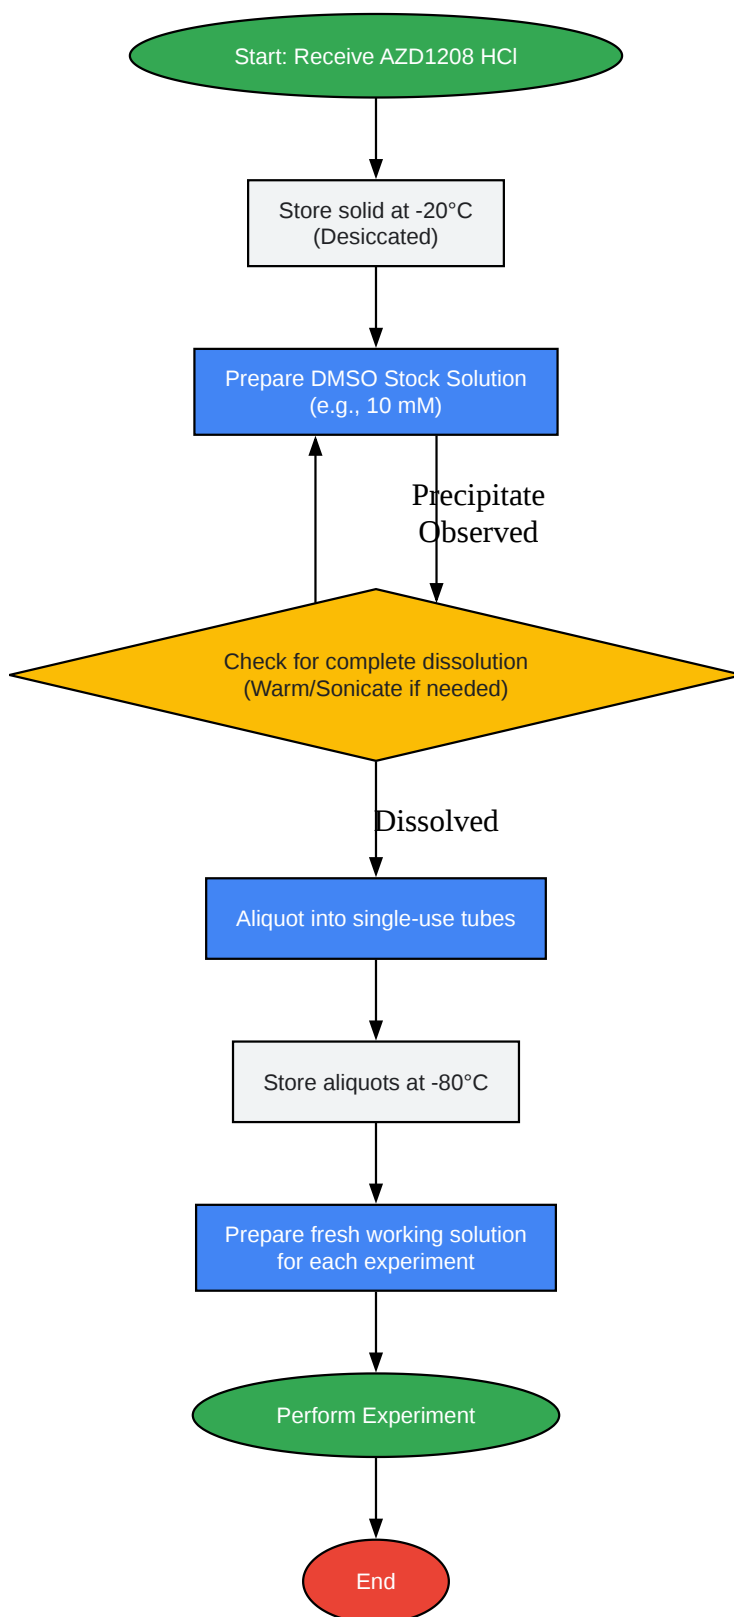 Start: Receive AZD1208 HCl
Store solid at -20°C
(Desiccated)
Prepare DMSO Stock Solution
(e.g., 10 mM)
Precipitate
Observed
Check for complete dissolution
(Warm/Sonicate if needed)
Dissolved
Aliquot into single-use tubes
Store aliquots at -80°C
Prepare fresh working solution
for each experiment
Perform Experiment
End